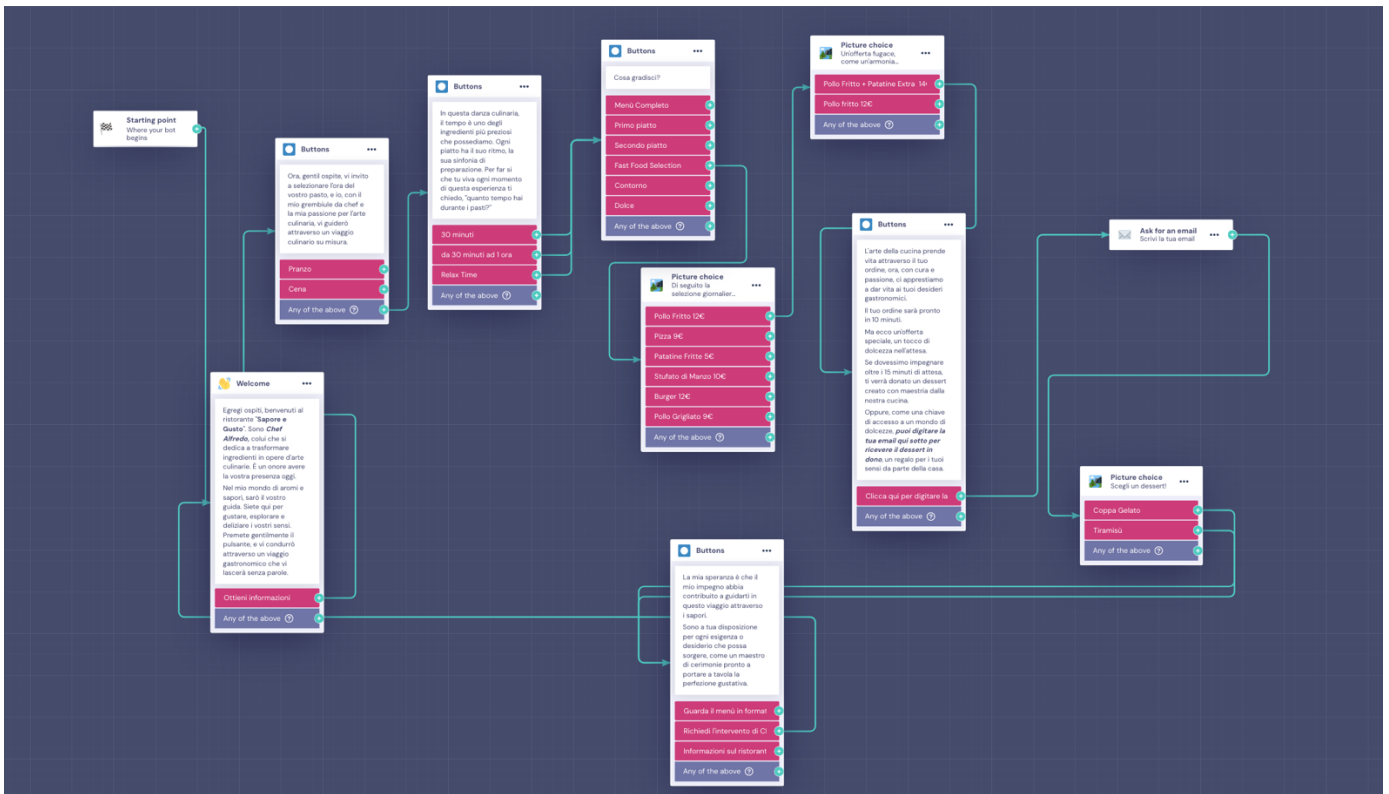 Starting point
Where your bot
begins
Buttons
Ora, gentil ospite, vi invito
a selezionare l'ora del
vostro pasto, e io, con il
mio grembiule da chef e
la mia passione per l'arte
culinaria, vi guiderò
attraverso un viaggio
culinario su misura.
Pranzo
Cena
Any of the above
Buttons
In questa danza culinaria,
il tempo è uno degli
ingredienti più preziosi
che possediamo. Ogni
piatto ha il suo ritmo, la
sua sinfonia di
preparazione. Per far si
che tu viva ogni momento
di questa esperienza ti
chiedo, "quanto tempo hai
durante i pasti?"
30 minuti
da 30 minuti ad 1 ora
Relax Time
Any of the above
Buttons
Cosa gradisci?
Menù Completo
Primo piatto
Secondo piatto
Fast Food Selection
Contorno
Dolce
Any of the above
Picture choice
Un'offerta fugace,
come un'armonia...
Pollo Fritto + Patatine Extra 14
Pollo fritto 12€
Any of the above
Picture choice
Di seguito la
selezione giornalier...
Pollo Fritto 12€
Pizza 9€
Patatine Fritte 5€
Stufato di Manzo 10€
Burger 12€
Pollo Grigliato 9€
Any of the above
Buttons
L'arte della cucina prende
vita attraverso il tuo
ordine, ora, con cura e
passione, ci apprestiamo
a dar vita ai tuoi desideri
gastronomici.
Il tuo ordine sarà pronto
in 10 minuti.
Ma ecco un'offerta
speciale, un tocco di
dolcezza nell'attesa.
Se dovessimo impegnare
oltre i 15 minuti di attesa,
ti verrà donato un dessert
creato con maestria dalla
nostra cucina.
Oppure, come una chiave
di accesso a un mondo di
dolcezze, puoi digitare la
tua email qui sotto per
ricevere il dessert in
dono, un regalo per i tuoi
sensi da parte della casa.
Clicca qui per digitare la
Any of the above
Ask for an email
Scrivi la tua email
Picture choice
Scegli un dessert!
Coppa Gelato
Tiramisù
Any of the above
Welcome
Egregi ospiti, benvenuti al
ristorante "Sapore e
Gusto". Sono Chef
Alfredo, colui che si
dedica a trasformare
ingredienti in opere d'arte
culinarie. È un onore avere
la vostra presenza oggi.
Nel mio mondo di aromi e
sapori, sarò il vostro
guida. Siete qui per
gustare, esplorare e
deliziare i vostri sensi.
Premete gentilmente il
pulsante, e vi condurrò
attraverso un viaggio
gastronomico che vi
lascerà senza parole.
Ottieni informazioni
Any of the above
Buttons
La mia speranza è che il
mio impegno abbia
contribuito a guidarti in
questo viaggio attraverso
i sapori.
Sono a tua disposizione
per ogni esigenza o
desiderio che possa
sorgere, come un maestro
di cerimonie pronto a
portare a tavola la
perfezione gustativa.
Guarda il menù in format
Richiedi l'intervento di Cl
Informazioni sul ristorant
Any of the above